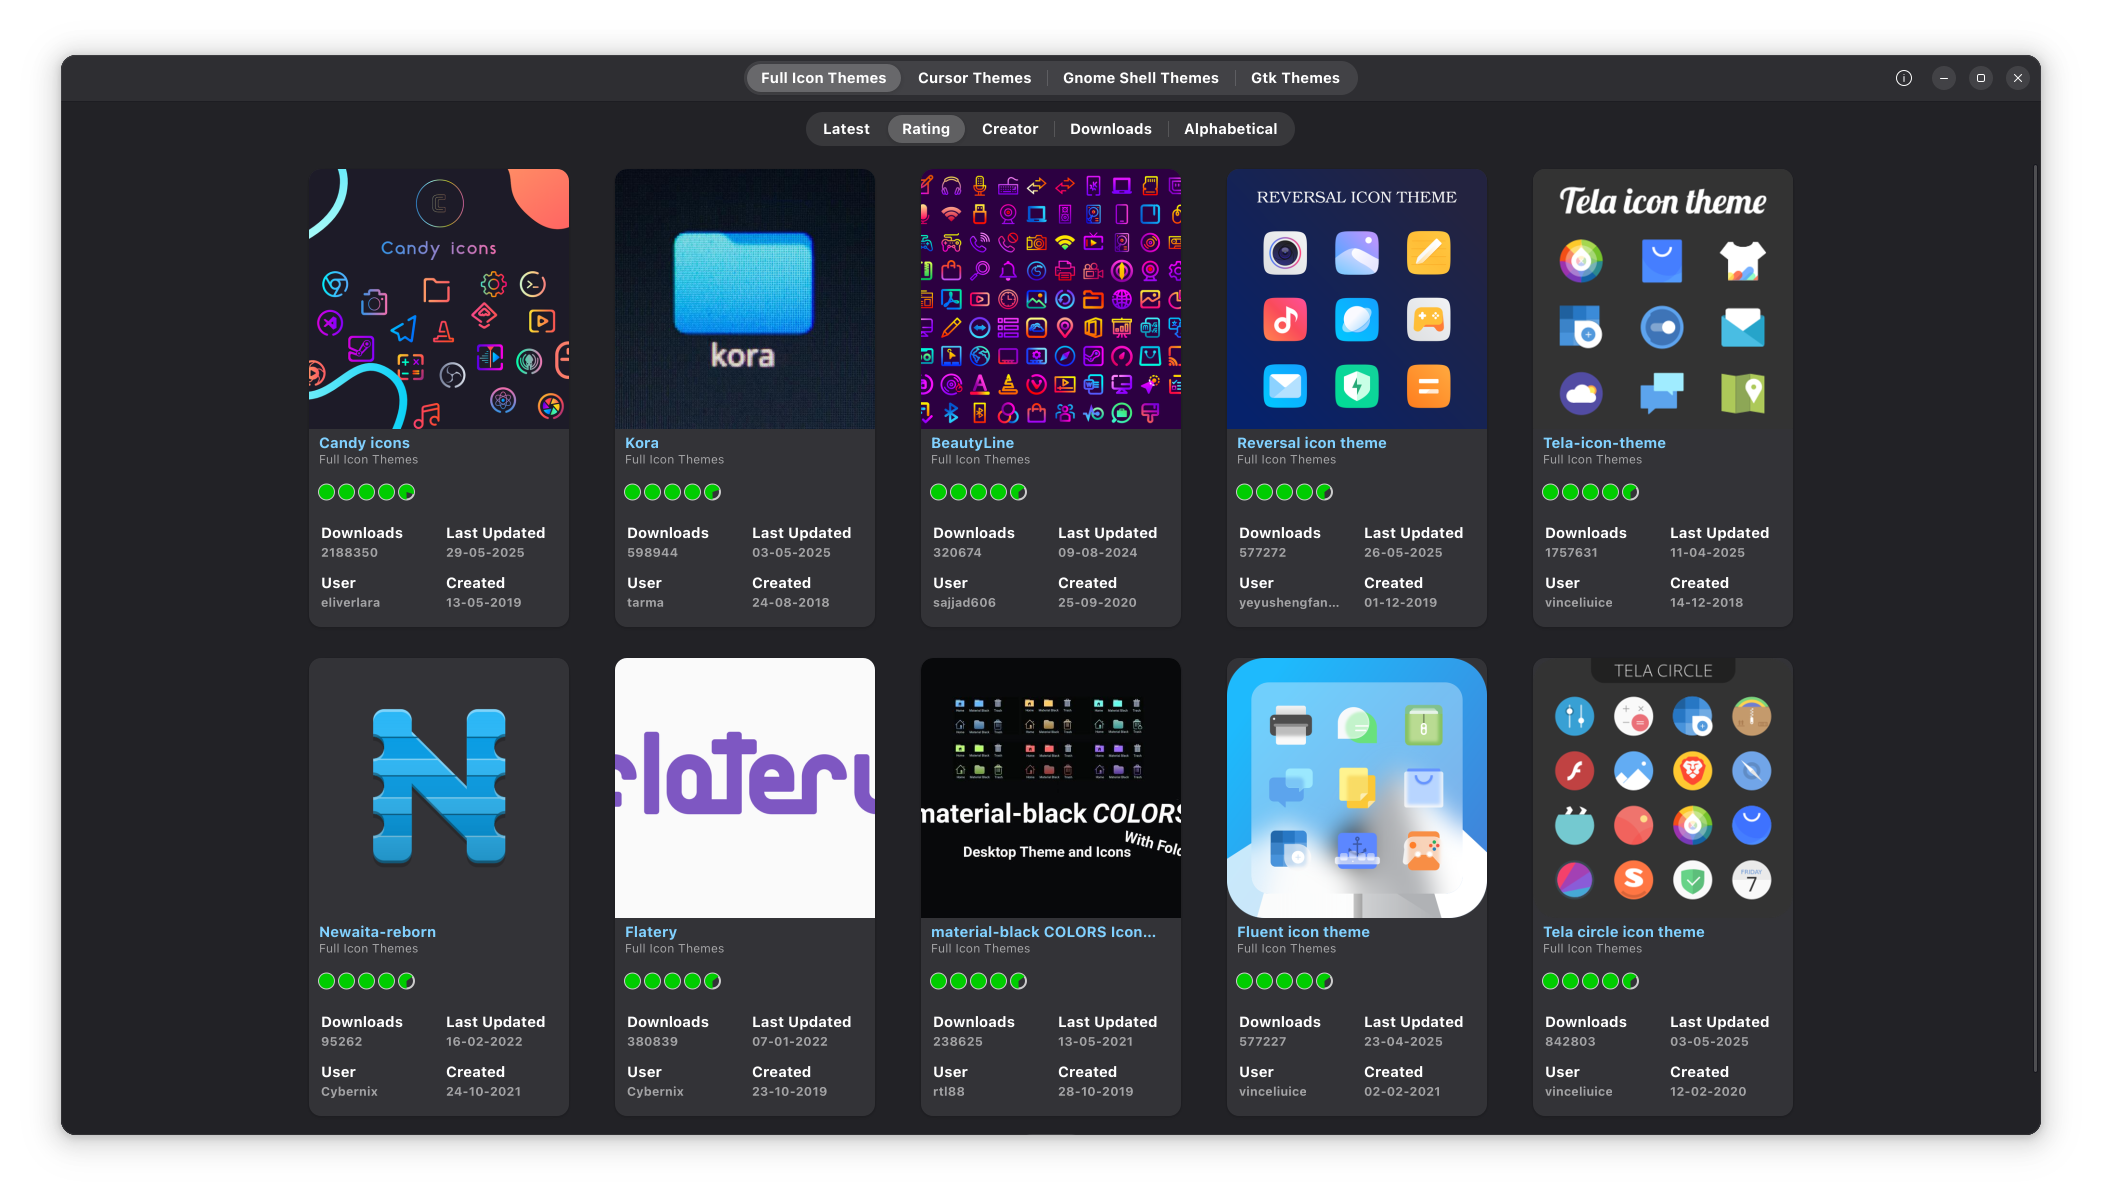 Full Icon Themes
Cursor Themes
Gnome Shell Themes
Gtk Themes
Latest
Rating
Creator
Downloads
Alphabetical
Candy icons
Candy icons
Full Icon Themes
Downloads
Last Updated
2188350
29-05-2025
User
Created
eliverlara
13-05-2019
kora
Kora
Full Icon Themes
Downloads
Last Updated
598944
03-05-2025
User
Created
tarma
24-08-2018
BeautyLine
Full Icon Themes
Downloads
Last Updated
320674
09-08-2024
User
Created
sajjad606
25-09-2020
REVERSAL ICON THEME
Reversal icon theme
Full Icon Themes
Downloads
Last Updated
577272
26-05-2025
User
Created
yeyushengfan...
01-12-2019
Tela icon theme
Tela-icon-theme
Full Icon Themes
Downloads
Last Updated
1757631
11-04-2025
User
Created
vinceliuice
14-12-2018
Newaita-reborn
Full Icon Themes
Downloads
Last Updated
95262
16-02-2022
User
Created
Cybernix
24-10-2021
Flatery
Full Icon Themes
Downloads
Last Updated
380839
07-01-2022
User
Created
Cybernix
23-10-2019
material-black COLORS
With Fold
Desktop Theme and Icons
material-black COLORS Icon...
Full Icon Themes
Downloads
Last Updated
238625
13-05-2021
User
Created
rtl88
28-10-2019
Fluent icon theme
Full Icon Themes
Downloads
Last Updated
577227
23-04-2025
User
Created
vinceliuice
02-02-2021
TELA CIRCLE
FRIDAY
7
Tela circle icon theme
Full Icon Themes
Downloads
Last Updated
842803
03-05-2025
User
Created
vinceliuice
12-02-2020